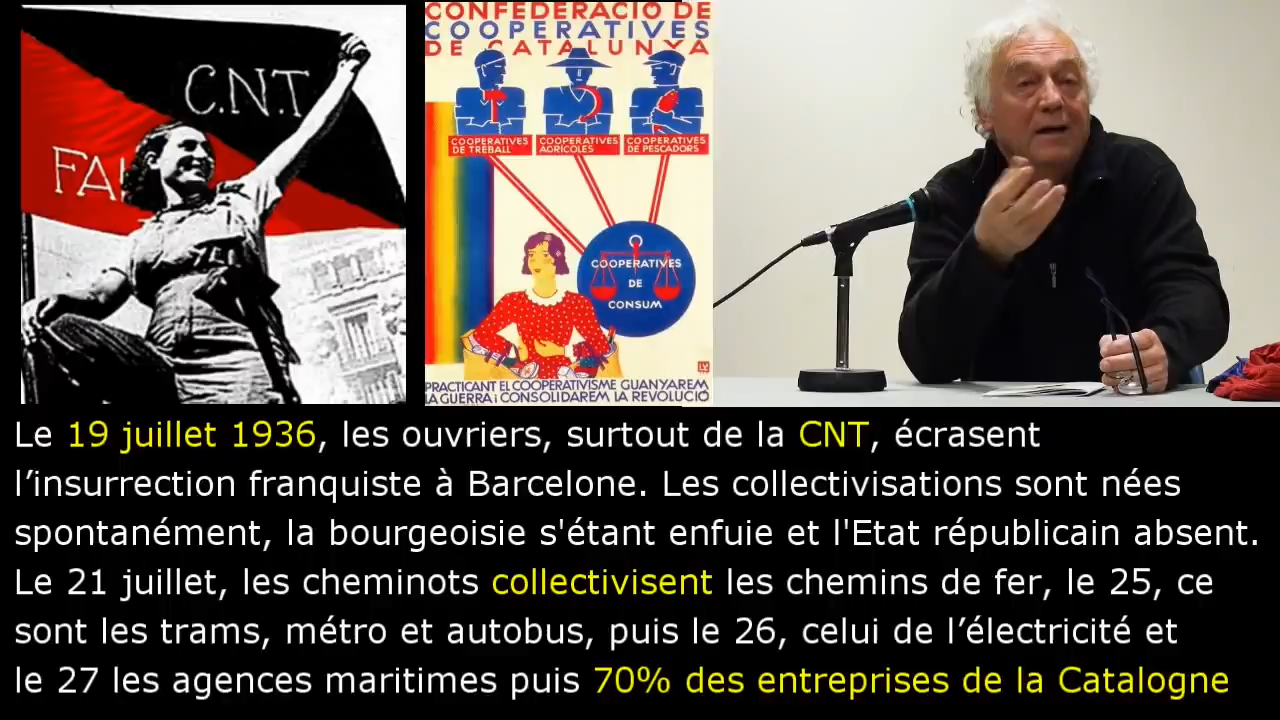 C.N.T
FAI
CONFEDERACIÓ DE
COOPERATIVES
DE CATALUNYA
COOPERATIVES
DE TREBALL
COOPERATIVES
AGRICOLES
COOPERATIVES
DE PESCADORS
COOPERATIVES
DE
CONSUM
PRACTICANT EL COOPERATIVISME GUANYAREM
LA GUERRA i CONSOLIDAREM LA REVOLUCIÓ
Le 19 juillet 1936, les ouvriers, surtout de la CNT, écrasent
l’insurrection franquiste à Barcelone. Les collectivisations sont nées
spontanément, la bourgeoisie s'étant enfuie et l'Etat républicain absent.
Le 21 juillet, les cheminots collectivisent les chemins de fer, le 25, ce
sont les trams, métro et autobus, puis le 26, celui de l’électricité et
le 27 les agences maritimes puis 70% des entreprises de la Catalogne